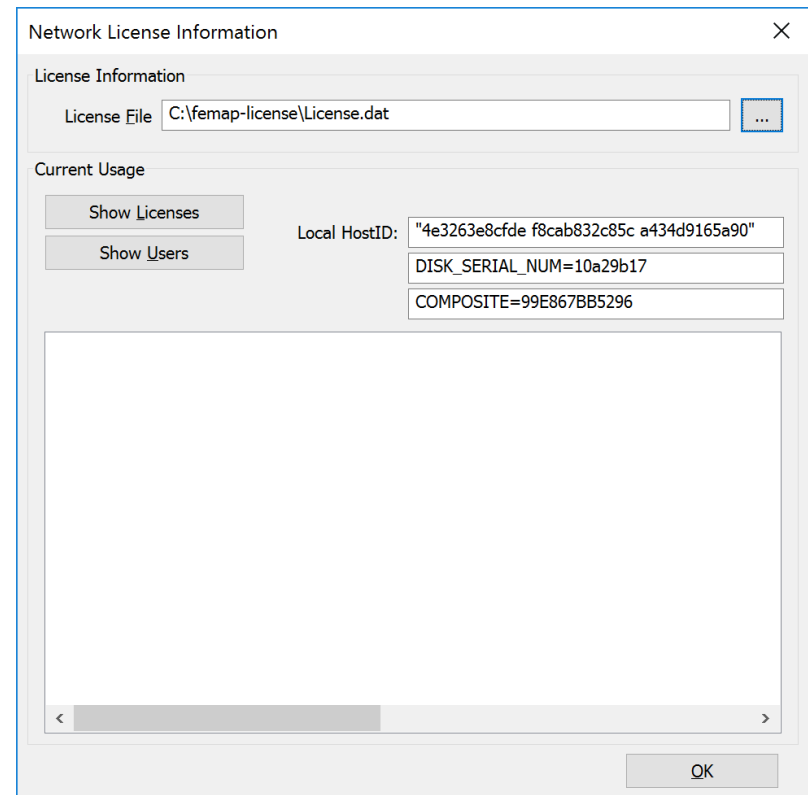 Network License Information
License Information
License File C:\femap-license\License.dat ...
Current Usage
Show Licenses
Show Users
Local HostID: "4e3263e8cfde f8cab832c85c a434d9165a90"
DISK_SERIAL_NUM=10a29b17
COMPOSITE=99E867BB5296
OK